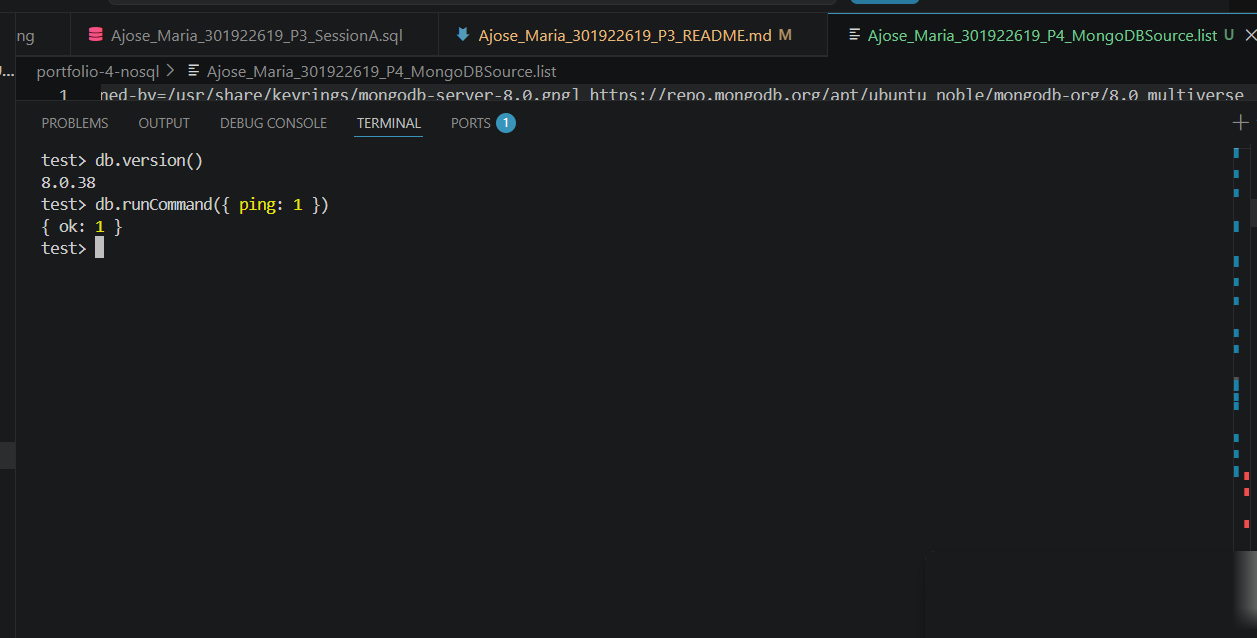 ng
Ajose_Maria_301922619_P3_SessionA.sql
Ajose_Maria_301922619_P3_README.md M
Ajose_Maria_301922619_P4_MongoDBSource.list U
portfolio-4-nosql > Ajose_Maria_301922619_P4_MongoDBSource.list
1 ned-by=/usr/share/keyrings/mongodb-server-8.0.gpg] https://repo.mongodb.org/apt/ubuntu noble/mongodb-org/8.0 multiverse
PROBLEMS OUTPUT DEBUG CONSOLE TERMINAL PORTS 1
test> db.version()
8.0.38
test> db.runCommand({ ping: 1 })
{ ok: 1 }
test>